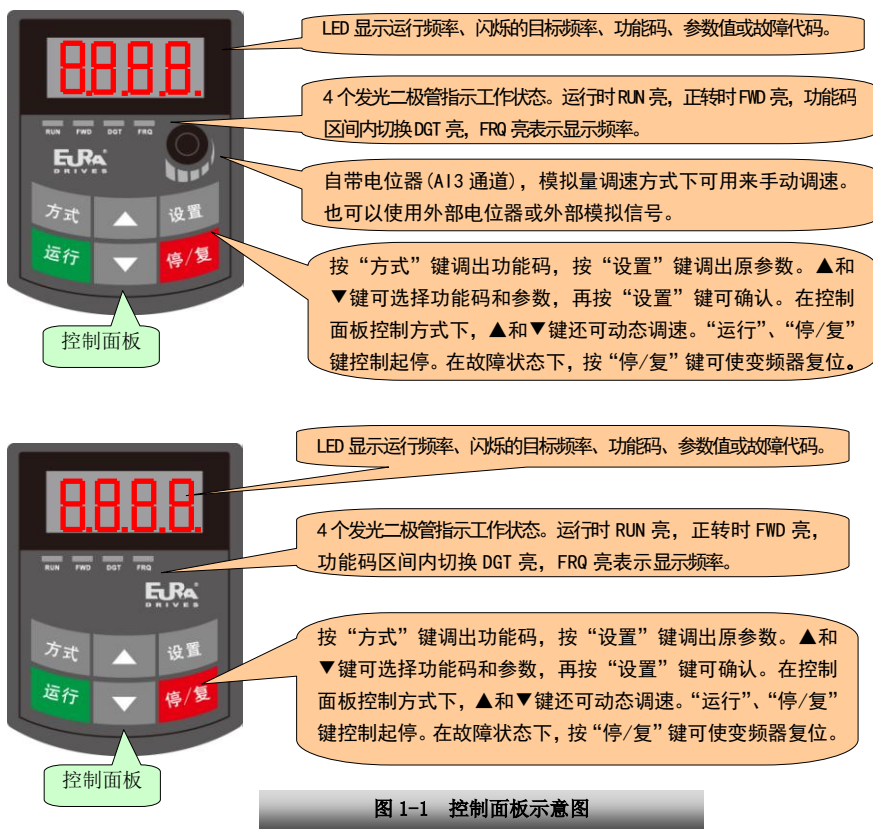 LED 显示运行频率、闪烁的目标频率、功能码、参数值或故障代码。
8.8.8.8.
4 个发光二极管指示工作状态。运行时 RUN 亮，正转时 FWD 亮，功能码
区间内切换 DGT 亮，FRQ 亮表示显示频率。
RUN FWD DGT FRQ
EURA
DRIVES
自带电位器(AI3 通道)，模拟量调速方式下可用来手动调速。
也可以使用外部电位器或外部模拟信号。
方式 ▲ 设置
运行 ▼ 停/复
按“方式”键调出功能码，按“设置”键调出原参数。▲和
▼键可选择功能码和参数，再按“设置”键可确认。在控制
面板控制方式下，▲和▼键还可动态调速。“运行”、“停/复”
键控制起停。在故障状态下，按“停/复”键可使变频器复位。
控制面板
LED 显示运行频率、闪烁的目标频率、功能码、参数值或故障代码。
8.8.8.8.
4 个发光二极管指示工作状态。运行时 RUN 亮，正转时 FWD 亮，
功能码区间内切换 DGT 亮，FRQ 亮表示显示频率。
RUN FWD DGT FRQ
EURA
DRIVES
方式 ▲ 设置
运行 ▼ 停/复
按“方式”键调出功能码，按“设置”键调出原参数。▲和
▼键可选择功能码和参数，再按“设置”键可确认。在控制
面板控制方式下，▲和▼键还可动态调速。“运行”、“停/复”
键控制起停。在故障状态下，按“停/复”键可使变频器复位。
控制面板
图 1-1 控制面板示意图